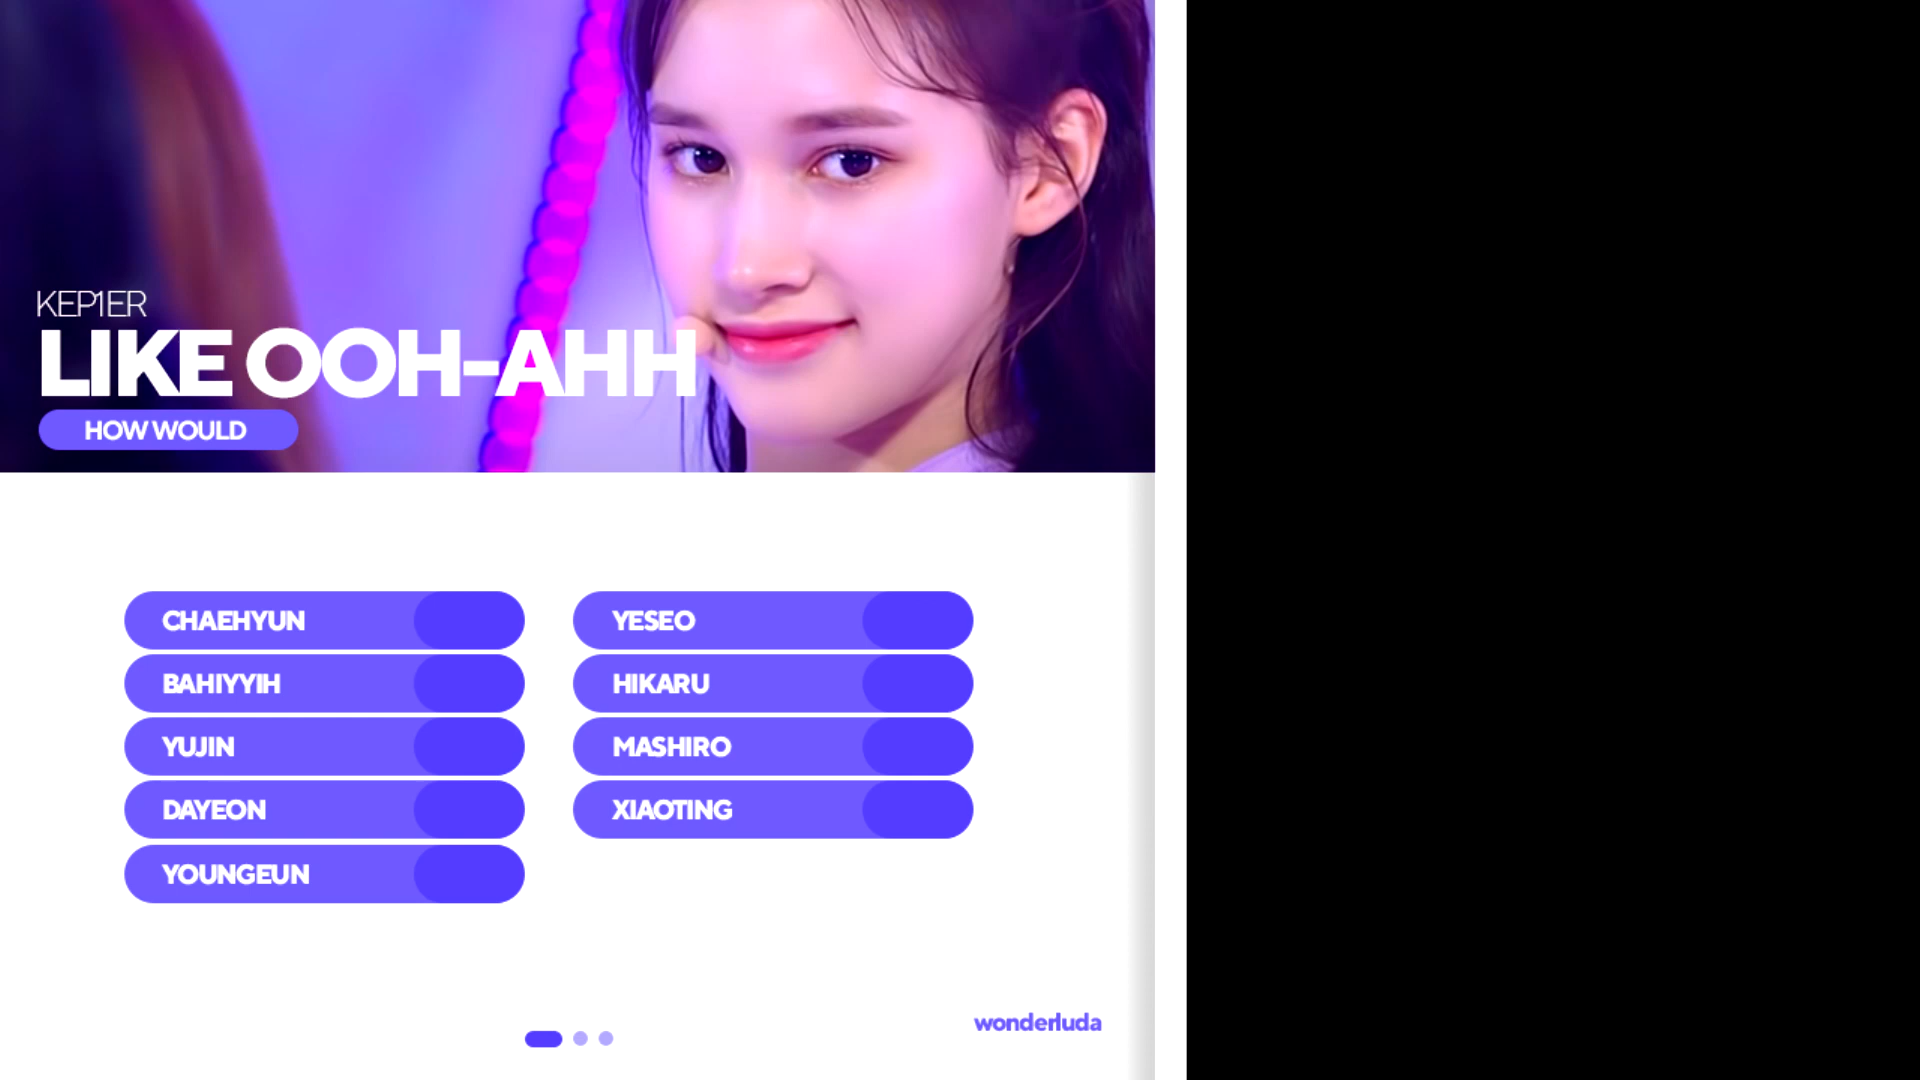 KEP1ER
LIKE OOH-AHH
HOW WOULD
CHAEHYUN
BAHIYYIH
YUJIN
DAYEON
YOUNGEUN
YESEO
HIKARU
MASHIRO
XIAOTING
wonderluda